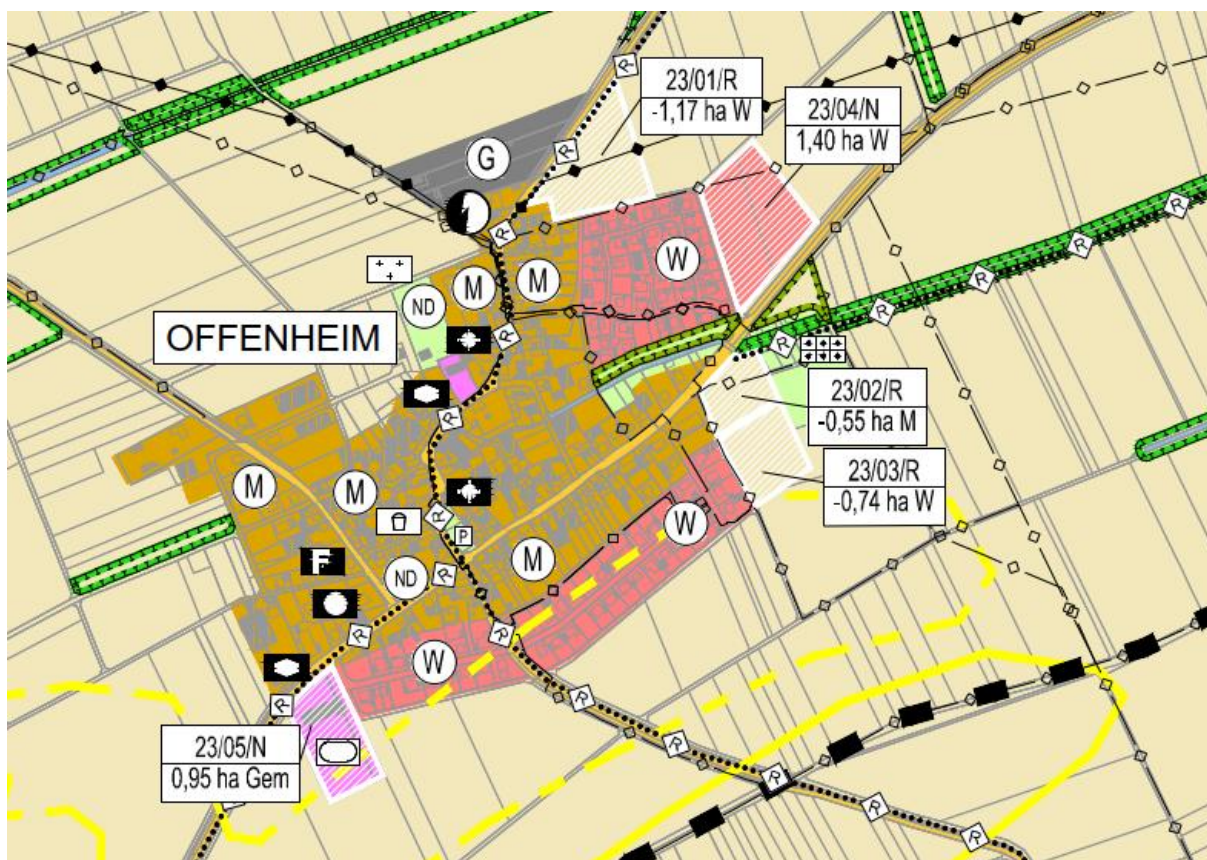 R
23/01/R
-1,17 ha W
23/04/N
1,40 ha W
G
R
R
R
W
M
M
ND
R
R
OFFENHEIM
R
R
23/02/R
-0,55 ha M
R
23/03/R
-0,74 ha W
M
M
W
R
P
F
M
ND
R
R
R
W
R
R
R
23/05/N
0,95 ha Gem
R
R
R
R